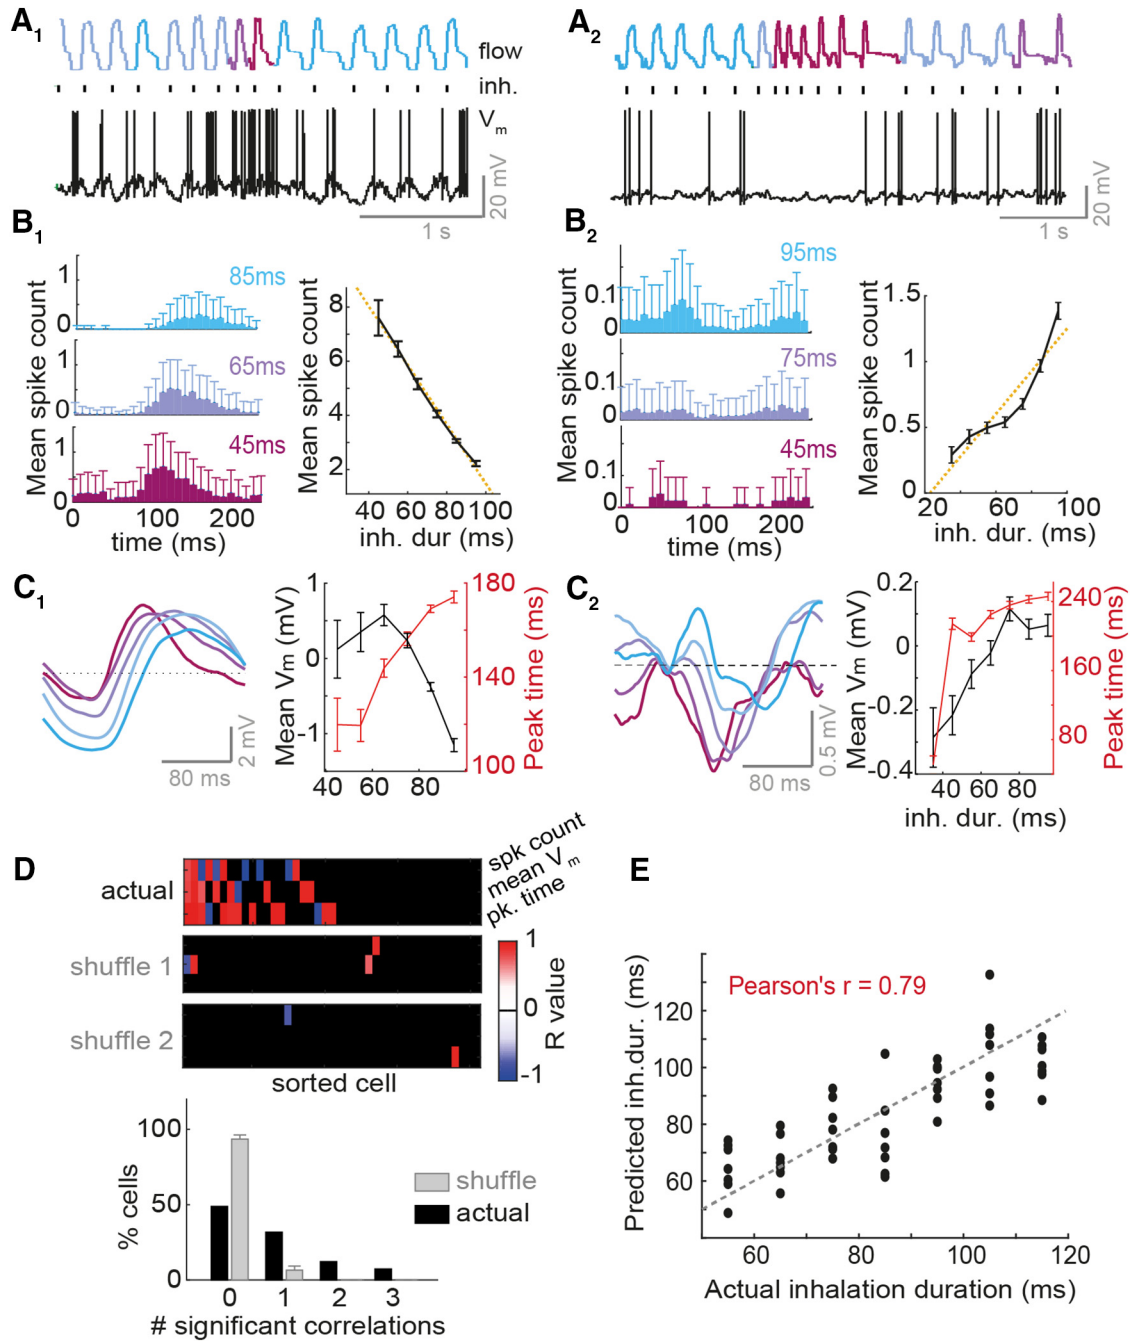 A1
flow
inh.
Vm
20 mV
1 s
A2
20 mV
1 s
B1
Mean spike count
1
0
85ms
1
0
65ms
1
0
45ms
0
100
200
time (ms)
Mean spike count
8
6
4
2
40
60
80
100
inh. dur (ms)
B2
Mean spike count
0.1
0
95ms
0.1
0
75ms
0.1
0
45ms
0
100
200
time (ms)
Mean spike count
1.5
1
0.5
0
20
60
100
inh. dur. (ms)
C1
2 mV
80 ms
Mean Vm (mV)
1
0
-1
40
60
80
180
140
100
Peak time (ms)
C2
0.5 mV
80 ms
Mean Vm (mV)
0.2
0
-0.2
-0.4
40
60
80
inh. dur. (ms)
240
160
80
Peak time (ms)
D
actual
spk count
mean Vm
pk. time
shuffle 1
shuffle 2
sorted cell
1
0
-1
R value
% cells
100
50
0
shuffle
actual
0
1
2
3
# significant correlations
E
Pearson's r = 0.79
Predicted inh.dur. (ms)
120
100
80
60
60
80
100
120
Actual inhalation duration (ms)